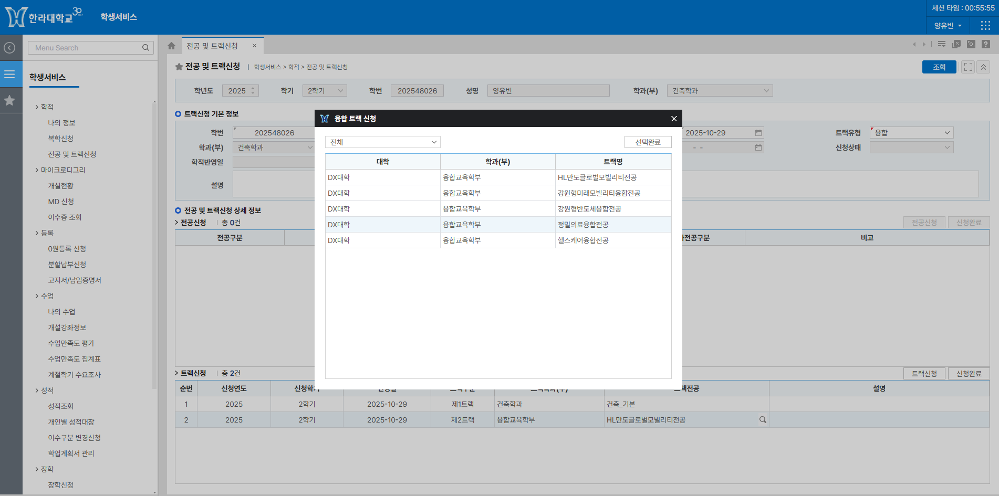 한라대학교 30
학생서비스
세션 타임 : 00:55:55
양유빈
Menu Search
학생서비스
학적
나의 정보
복학신청
전공 및 트랙신청
마이크로디그리
개설현황
MD 신청
이수증 조회
등록
0원등록 신청
분할납부신청
고지서/납입증명서
수업
나의 수업
개설강좌정보
수업만족도 평가
수업만족도 집계표
계절학기 수요조사
성적
성적조회
개인별 성적대장
이수구분 변경신청
학업계획서 관리
장학
장학신청
전공 및 트랙신청
전공 및 트랙신청 | 학생서비스 > 학적 > 전공 및 트랙신청
조회
학년도 2025 학기 2학기 학번 202548026 성명 양유빈 학과(부) 건축학과
트랙신청 기본 정보
학번 202548026 2025-10-29 트랙유형 융합
학과(부) 건축학과 - - 신청상태
학적반영일
설명
전공 및 트랙신청 상세 정보
전공신청 | 총 0건 전공신청 신청완료
전공구분 전공구분 비고
융합 트랙 신청
전체 선택완료
대학 학과(부) 트랙명
DX대학 융합교육학부 HL만도글로벌모빌리티전공
DX대학 융합교육학부 강원형미래모빌리티융합전공
DX대학 융합교육학부 강원형반도체융합전공
DX대학 융합교육학부 정밀의료융합전공
DX대학 융합교육학부 헬스케어융합전공
트랙신청 | 총 2건 트랙신청 신청완료
순번 신청연도 신청학기 트랙전공 설명
1 2025 2학기 2025-10-29 제1트랙 건축학과 건축_기본
2 2025 2학기 2025-10-29 제2트랙 융합교육학부 HL만도글로벌모빌리티전공